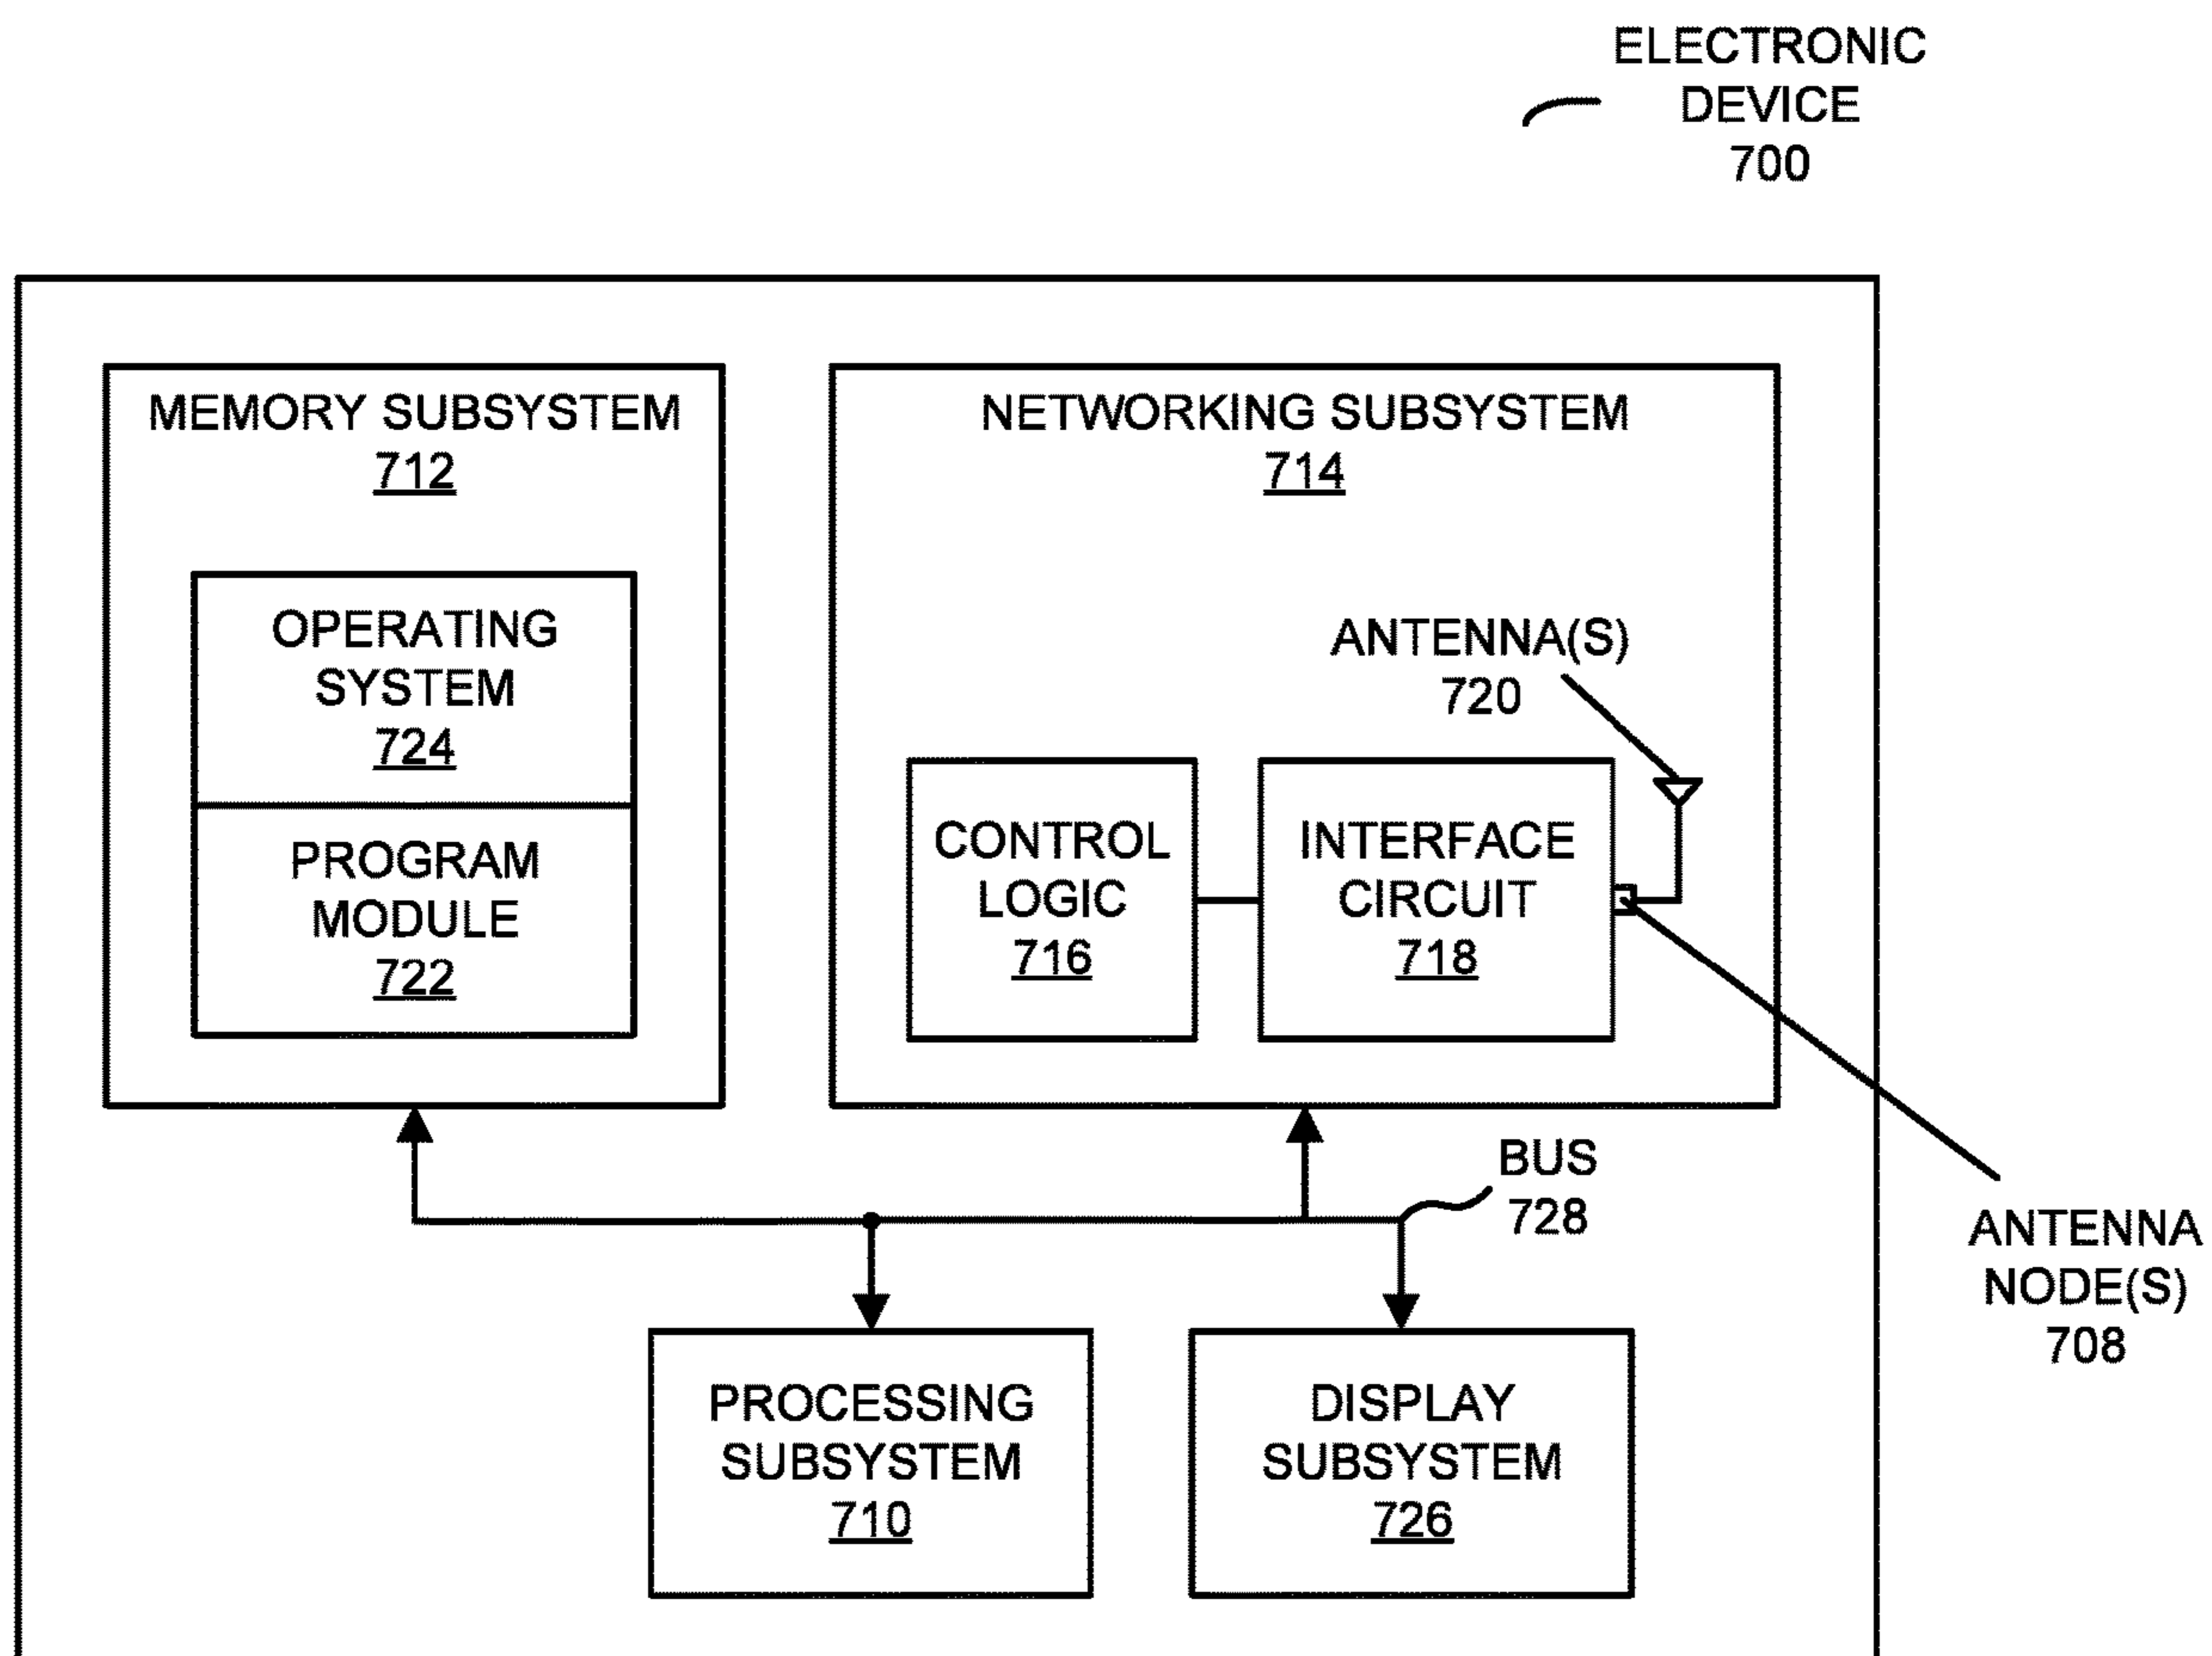 ELECTRONIC
DEVICE
700
MEMORY SUBSYSTEM
712
OPERATING
SYSTEM
724
PROGRAM
MODULE
722
NETWORKING SUBSYSTEM
714
ANTENNA(S)
720
CONTROL
LOGIC
716
INTERFACE
CIRCUIT
718
BUS
728
ANTENNA
NODE(S)
708
PROCESSING
SUBSYSTEM
710
DISPLAY
SUBSYSTEM
726